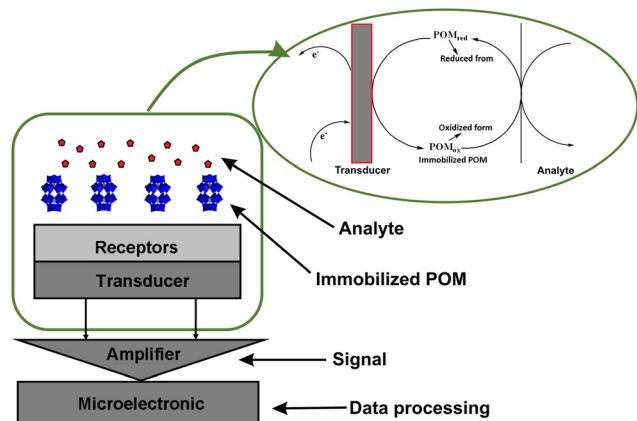 POMred
Reduced from
e-
Oxidized form
e-
POMox
Immobilized POM
Transducer
Analyte
Analyte
Receptors
Immobilized POM
Transducer
Amplifier
Signal
Microelectronic
Data processing